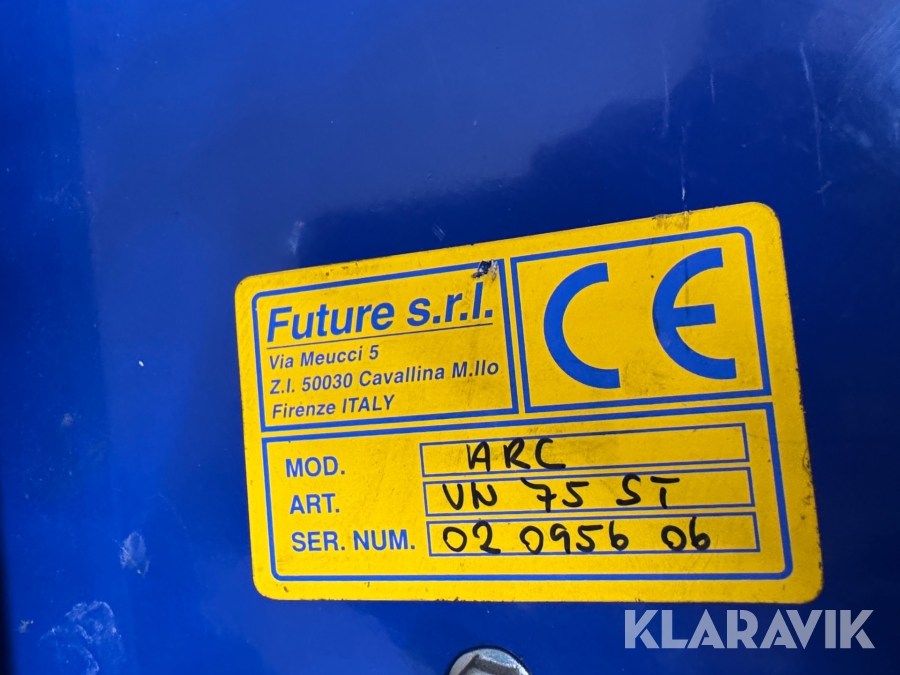 Future s.r.l.
Via Meucci 5
Z.I. 50030 Cavallina M.llo
Firenze ITALY
CE
MOD. ARC
ART. VN 75 ST
SER. NUM. 02 0956 06
KLARAVIK